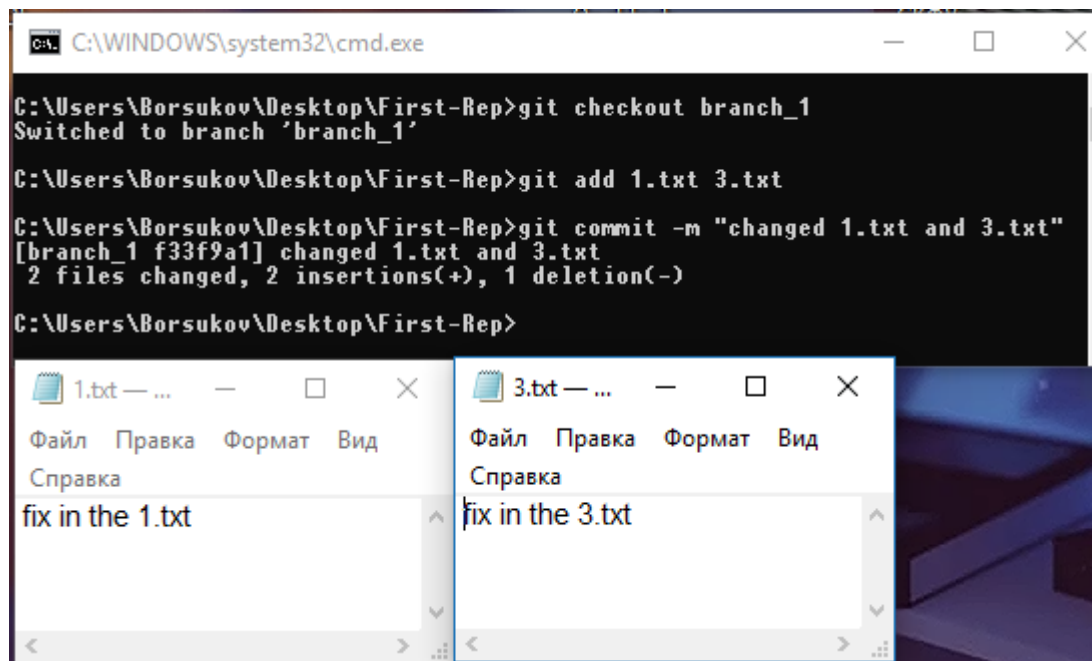 C:\WINDOWS\system32\cmd.exe
C:\Users\Borsukov\Desktop\First-Rep>git checkout branch_1
Switched to branch 'branch_1'
C:\Users\Borsukov\Desktop\First-Rep>git add 1.txt 3.txt
C:\Users\Borsukov\Desktop\First-Rep>git commit -m "changed 1.txt and 3.txt"
[branch_1 f33f9a1] changed 1.txt and 3.txt
2 files changed, 2 insertions(+), 1 deletion(-)
C:\Users\Borsukov\Desktop\First-Rep>
1.txt — ...
Файл Правка Формат Вид
Справка
fix in the 1.txt
3.txt — ...
Файл Правка Формат Вид
Справка
fix in the 3.txt